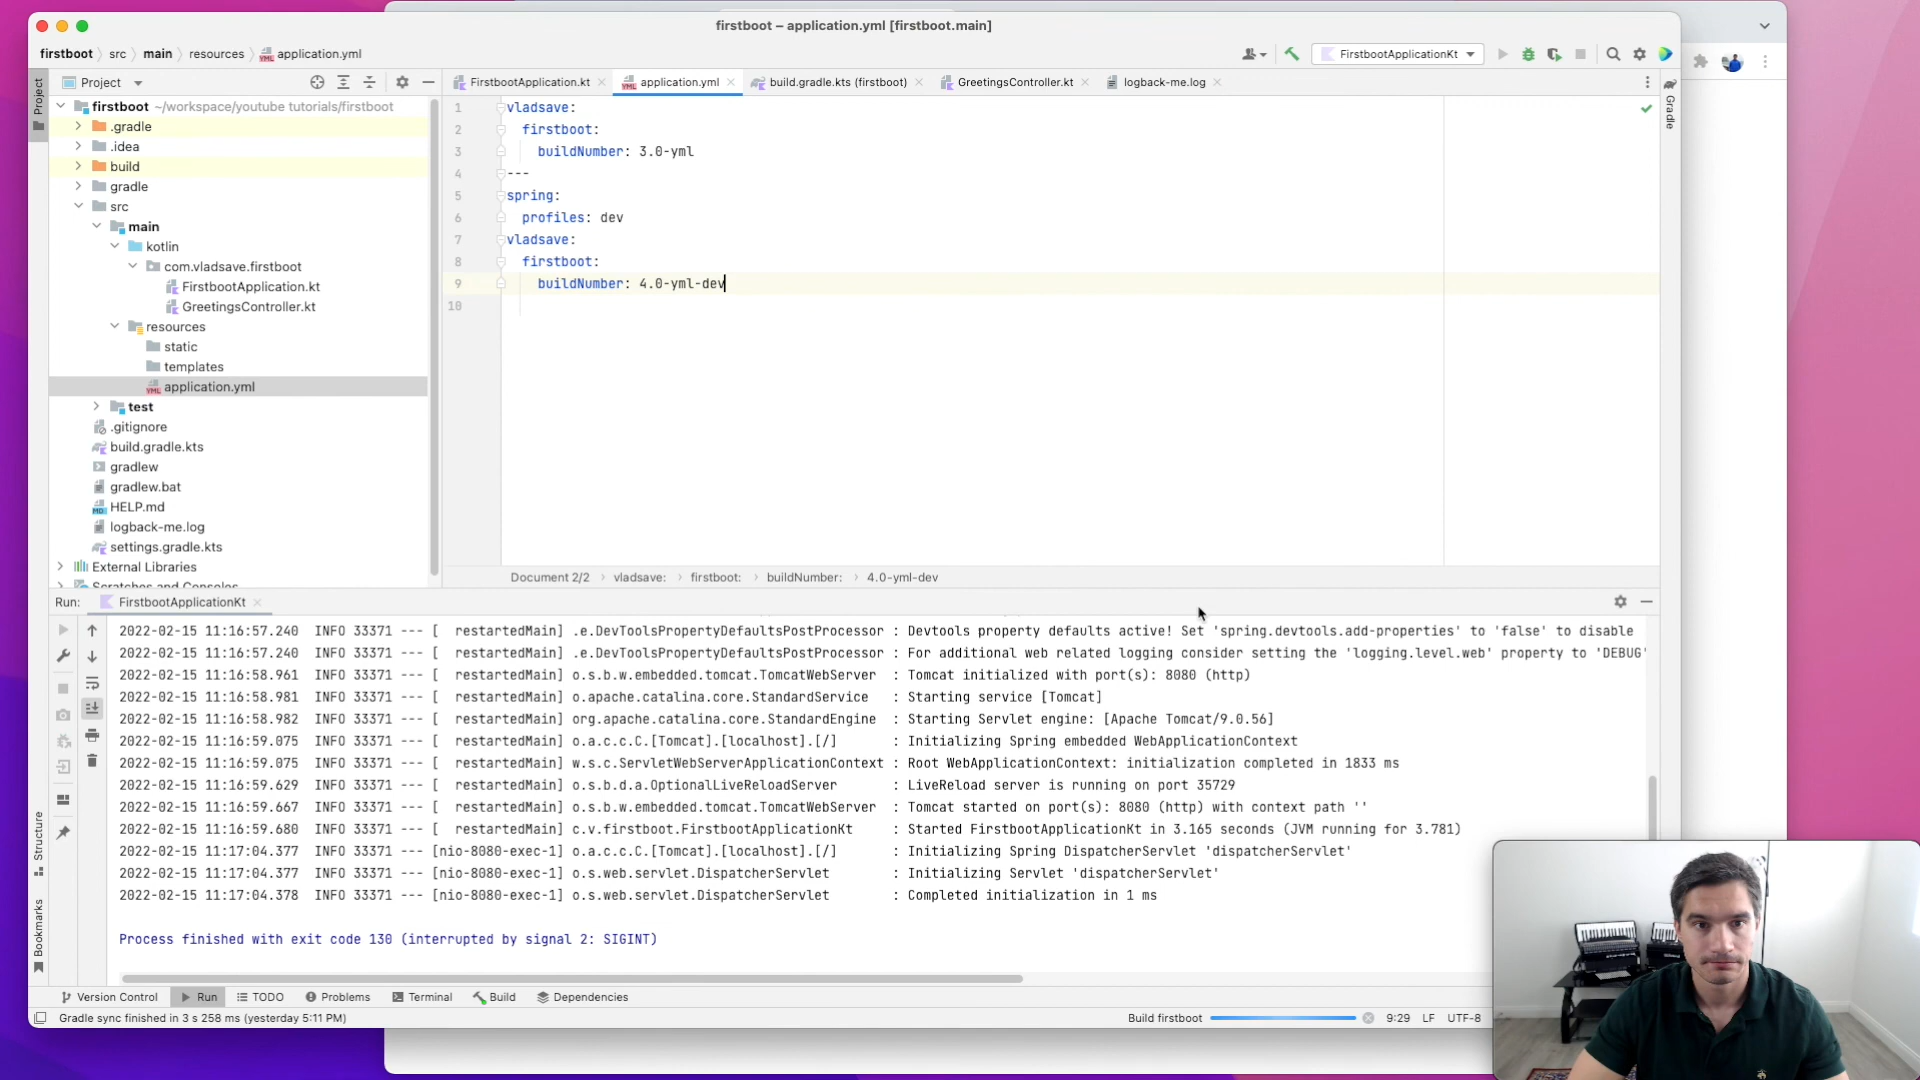 firstboot – application.yml [firstboot.main]
firstboot src main resources application.yml
FirstbootApplicationKt
Project
FirstbootApplication.kt application.yml build.gradle.kts (firstboot) GreetingsController.kt logback-me.log
Project
Gradle
firstboot ~/workspace/youtube tutorials/firstboot
.gradle
.idea
build
gradle
src
main
kotlin
com.vladsave.firstboot
FirstbootApplication.kt
GreetingsController.kt
resources
static
templates
application.yml
test
.gitignore
build.gradle.kts
gradlew
gradlew.bat
HELP.md
logback-me.log
settings.gradle.kts
External Libraries
Scratches and Consoles
1 vladsave:
2 firstboot:
3 buildNumber: 3.0-yml
4 ---
5 spring:
6 profiles: dev
7 vladsave:
8 firstboot:
9 buildNumber: 4.0-yml-dev
10
Document 2/2 › vladsave: › firstboot: › buildNumber: › 4.0-yml-dev
Run: FirstbootApplicationKt
2022-02-15 11:16:57.240 INFO 33371 --- [ restartedMain] .e.DevToolsPropertyDefaultsPostProcessor : Devtools property defaults active! Set 'spring.devtools.add-properties' to 'false' to disable
2022-02-15 11:16:57.240 INFO 33371 --- [ restartedMain] .e.DevToolsPropertyDefaultsPostProcessor : For additional web related logging consider setting the 'logging.level.web' property to 'DEBUG'
2022-02-15 11:16:58.961 INFO 33371 --- [ restartedMain] o.s.b.w.embedded.tomcat.TomcatWebServer : Tomcat initialized with port(s): 8080 (http)
2022-02-15 11:16:58.981 INFO 33371 --- [ restartedMain] o.apache.catalina.core.StandardService : Starting service [Tomcat]
2022-02-15 11:16:58.982 INFO 33371 --- [ restartedMain] org.apache.catalina.core.StandardEngine : Starting Servlet engine: [Apache Tomcat/9.0.56]
2022-02-15 11:16:59.075 INFO 33371 --- [ restartedMain] o.a.c.c.C.[Tomcat].[localhost].[/] : Initializing Spring embedded WebApplicationContext
2022-02-15 11:16:59.075 INFO 33371 --- [ restartedMain] w.s.c.ServletWebServerApplicationContext : Root WebApplicationContext: initialization completed in 1833 ms
2022-02-15 11:16:59.629 INFO 33371 --- [ restartedMain] o.s.b.d.a.OptionalLiveReloadServer : LiveReload server is running on port 35729
2022-02-15 11:16:59.667 INFO 33371 --- [ restartedMain] o.s.b.w.embedded.tomcat.TomcatWebServer : Tomcat started on port(s): 8080 (http) with context path ''
2022-02-15 11:16:59.680 INFO 33371 --- [ restartedMain] c.v.firstboot.FirstbootApplicationKt : Started FirstbootApplicationKt in 3.165 seconds (JVM running for 3.781)
2022-02-15 11:17:04.377 INFO 33371 --- [nio-8080-exec-1] o.a.c.c.C.[Tomcat].[localhost].[/] : Initializing Spring DispatcherServlet 'dispatcherServlet'
2022-02-15 11:17:04.377 INFO 33371 --- [nio-8080-exec-1] o.s.web.servlet.DispatcherServlet : Initializing Servlet 'dispatcherServlet'
2022-02-15 11:17:04.378 INFO 33371 --- [nio-8080-exec-1] o.s.web.servlet.DispatcherServlet : Completed initialization in 1 ms
Process finished with exit code 130 (interrupted by signal 2: SIGINT)
Structure
Bookmarks
Version Control Run TODO Problems Terminal Build Dependencies
Gradle sync finished in 3 s 258 ms (yesterday 5:11 PM) Build firstboot 9:29 LF UTF-8